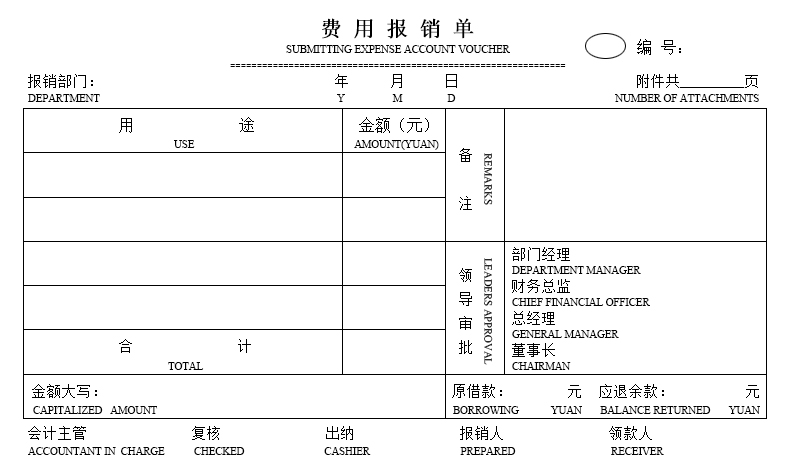 费 用 报 销 单
SUBMITTING EXPENSE ACCOUNT VOUCHER
编 号：
报销部门： 年 月 日 附件共________页
DEPARTMENT Y M D NUMBER OF ATTACHMENTS
用 途 金额（元）
USE AMOUNT(YUAN)
备注 REMARKS
领导审批 LEADERS APPROVAL
部门经理
DEPARTMENT MANAGER
财务总监
CHIEF FINANCIAL OFFICER
总经理
GENERAL MANAGER
董事长
CHAIRMAN
合 计
TOTAL
金额大写： 原借款： 元 应退余款： 元
CAPITALIZED AMOUNT BORROWING YUAN BALANCE RETURNED YUAN
会计主管 复核 出纳 报销人 领款人
ACCOUNTANT IN CHARGE CHECKED CASHIER PREPARED RECEIVER